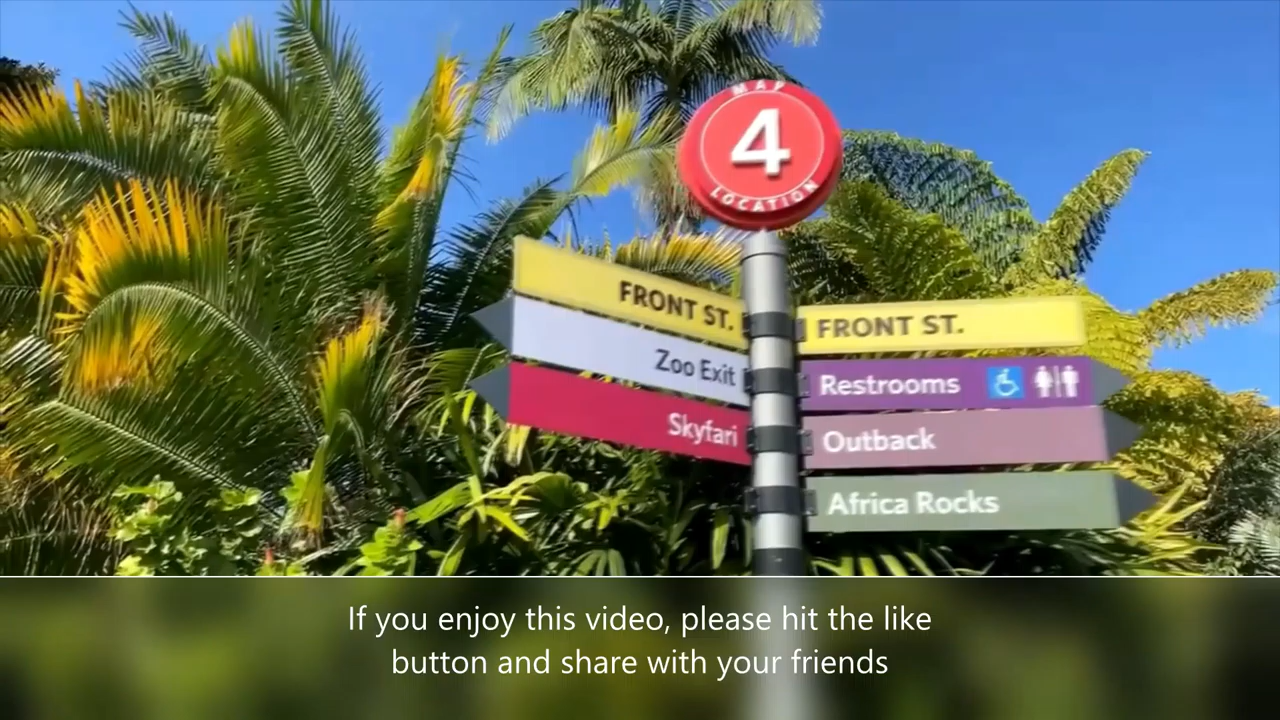 MAP
4
LOCATION
FRONT ST.
Zoo Exit
Skyfari
FRONT ST.
Restrooms
Outback
Africa Rocks
If you enjoy this video, please hit the like
button and share with your friends